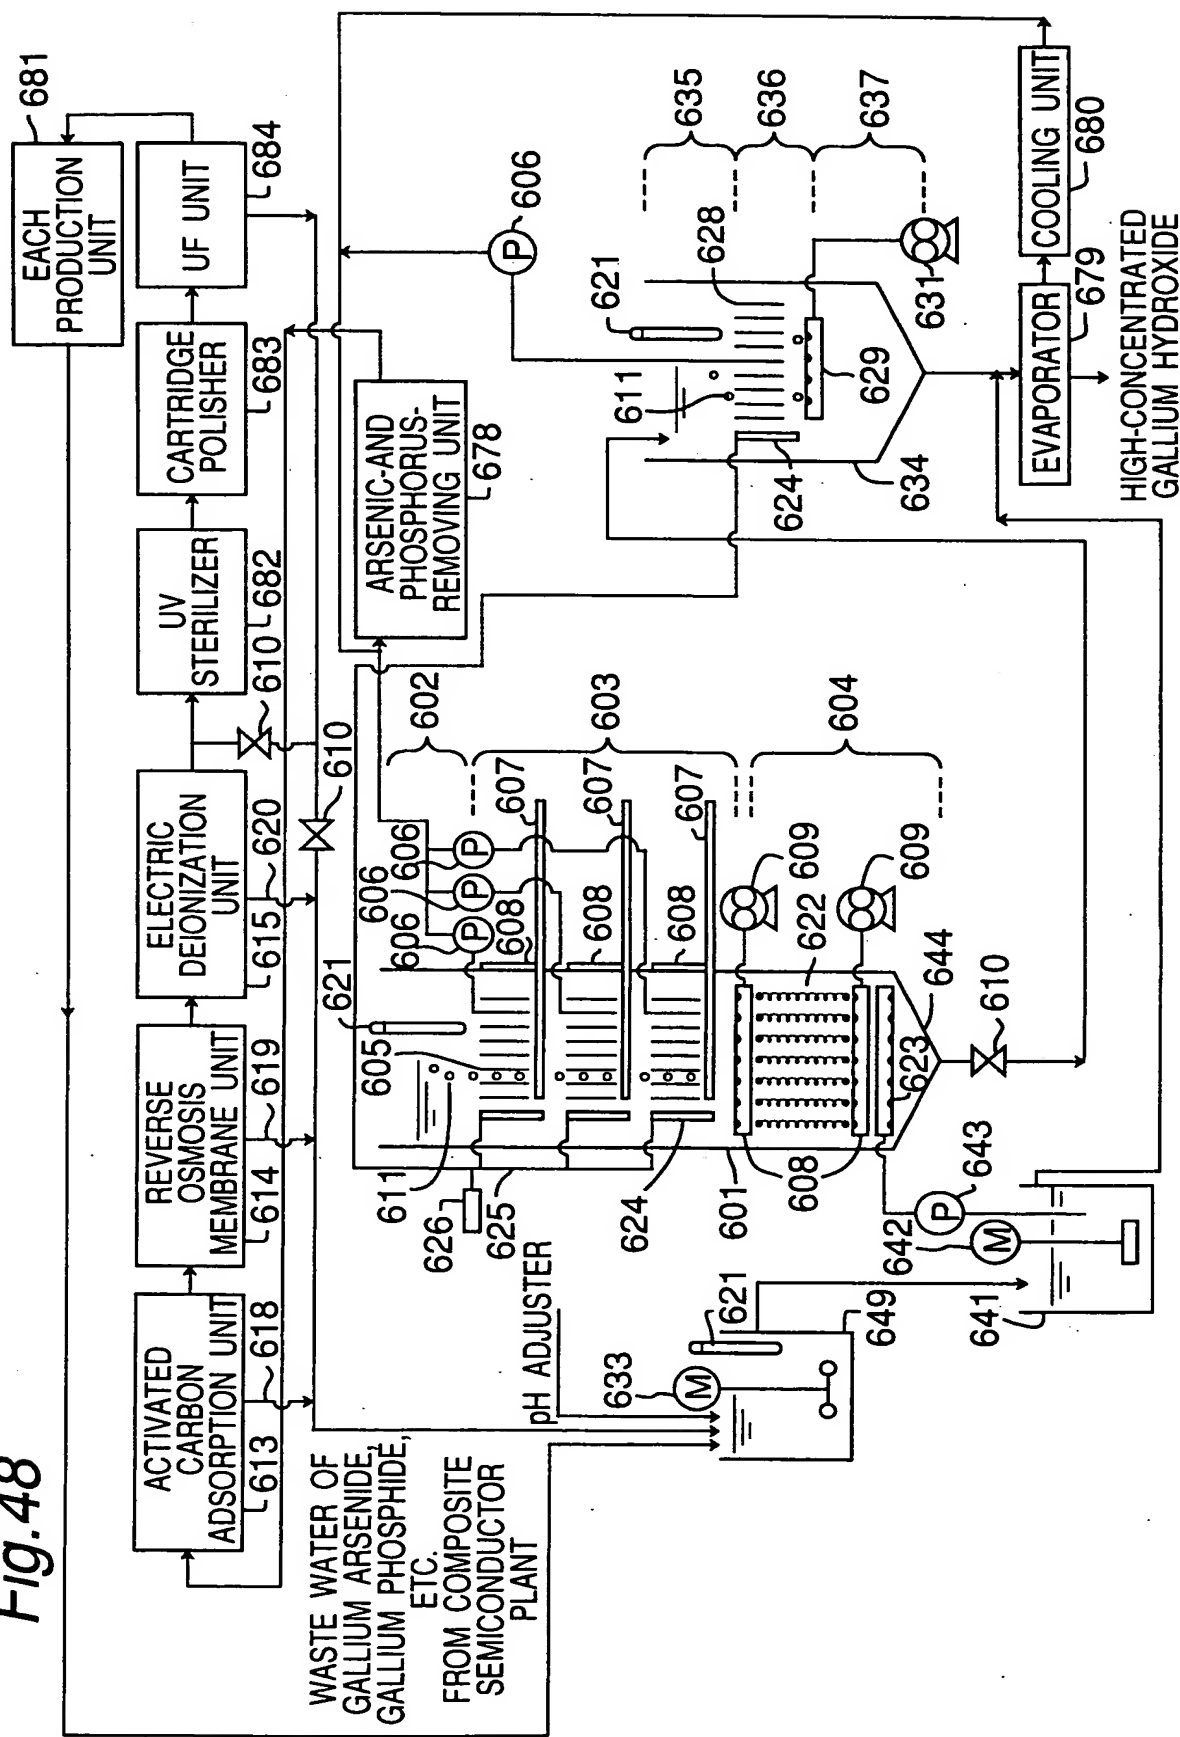 Fig.48
EACH
PRODUCTION
UNIT
681
ACTIVATED
CARBON
ADSORPTION UNIT
613
618
REVERSE
OSMOSIS
MEMBRANE UNIT
614
619
ELECTRIC
DEIONIZATION
UNIT
615
620
610
UV
STERILIZER
682
CARTRIDGE
POLISHER
683
UF UNIT
684
610
ARSENIC-AND
PHOSPHORUS-
REMOVING UNIT
678
WASTE WATER OF
GALLIUM ARSENIDE,
GALLIUM PHOSPHIDE,
ETC.
FROM COMPOSITE
SEMICONDUCTOR
PLANT
pH ADJUSTER
633
M
621
649
641
642
M
643
P
611
605
621
606
606
606
P
P
P
602
603
604
607
607
607
608
608
608
626
625
624
601
608
609
609
622
623
644
610
606
P
621
611
628
635
636
637
624
634
629
631
EVAPORATOR
679
COOLING UNIT
680
HIGH-CONCENTRATED
GALLIUM HYDROXIDE